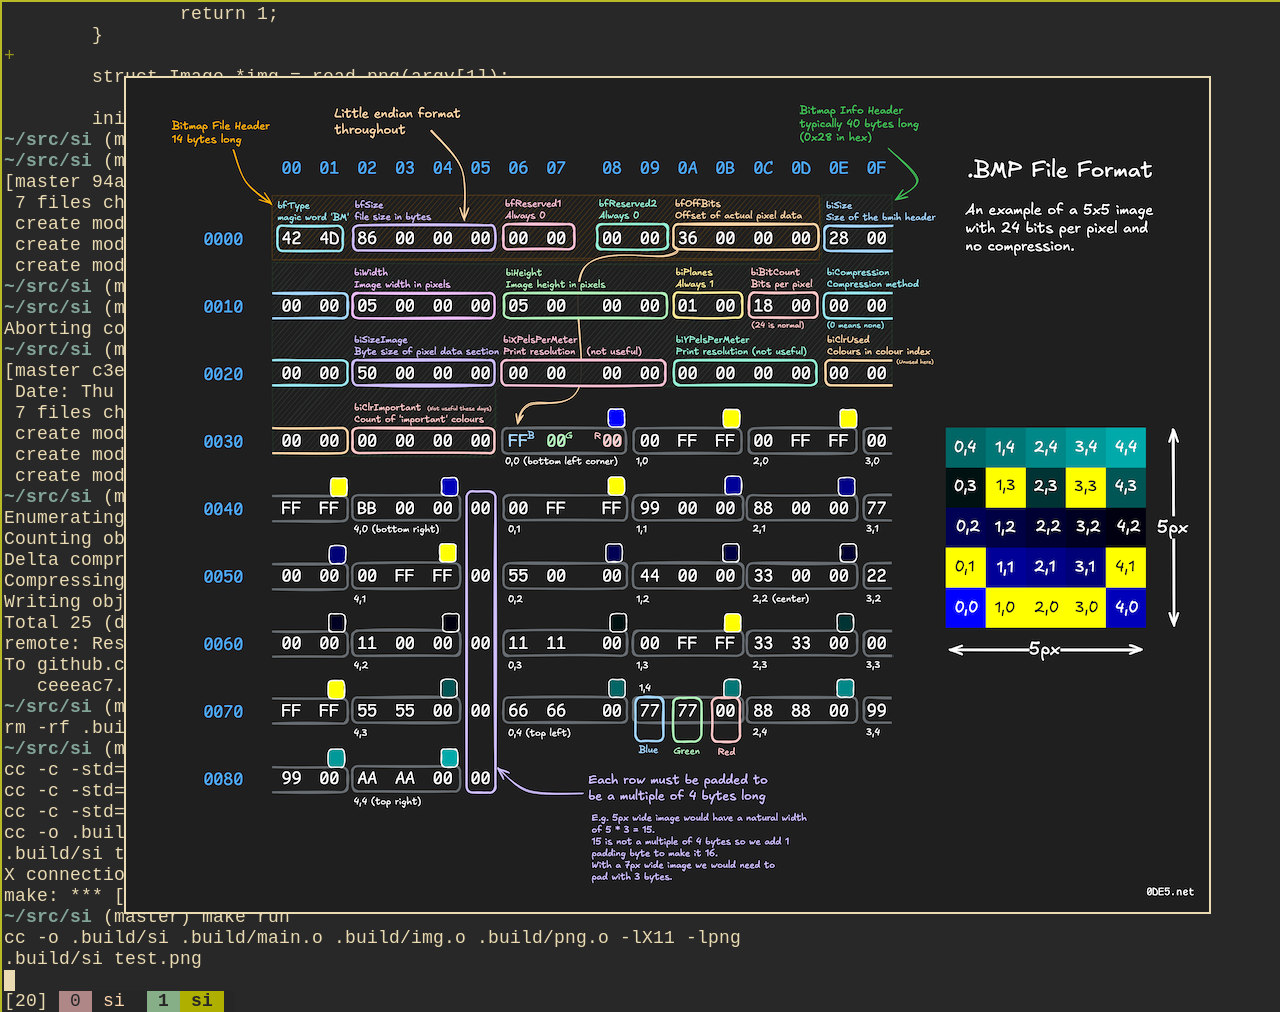 return 1;
}
+
struct Image *img = read_png(argv[1]);
ini
~/src/si (m
~/src/si (m
[master 94a
7 files ch
create mod
create mod
create mod
~/src/si (m
~/src/si (m
Aborting co
~/src/si (m
[master c3e
Date: Thu
7 files ch
create mod
create mod
create mod
~/src/si (m
Enumerating
Counting ob
Delta compr
Compressing
Writing obj
Total 25 (d
remote: Res
To github.c
ceeeac7.
~/src/si (m
rm -rf .bui
~/src/si (m
cc -c -std=
cc -c -std=
cc -c -std=
cc -o .buil
.build/si t
X connectio
make: *** [
~/src/si (master) make run
cc -o .build/si .build/main.o .build/img.o .build/png.o -lX11 -lpng
.build/si test.png
[20] 0 si 1 si
Bitmap File Header
14 bytes long
Little endian format
throughout
Bitmap Info Header
typically 40 bytes long
(0x28 in hex)
.BMP File Format
An example of a 5x5 image
with 24 bits per pixel and
no compression.
00 01 02 03 04 05 06 07 08 09 0A 0B 0C 0D 0E 0F
bfType bfSize bfReserved1 bfReserved2 bfOffBits biSize
magic word 'BM' file size in bytes Always 0 Always 0 Offset of actual pixel data Size of the bmih header
0000 42 4D 86 00 00 00 00 00 00 00 36 00 00 00 28 00
biWidth biHeight biPlanes biBitCount biCompression
Image width in pixels Image height in pixels Always 1 Bits per pixel Compression method
0010 00 00 05 00 00 00 05 00 00 00 01 00 18 00 00 00
(24 is normal) (0 means none)
biSizeImage biXPelsPerMeter biYPelsPerMeter biClrUsed
Byte size of pixel data section Print resolution (not useful) Print resolution (not useful) Colours in colour index
(Unused here)
0020 00 00 50 00 00 00 00 00 00 00 00 00 00 00 00 00
biClrImportant (Not useful these days)
Count of 'important' colours
0030 00 00 00 00 00 00 FF B 00 G R 00 00 FF FF 00 FF FF 00
0,0 (bottom left corner) 1,0 2,0 3,0
0040 FF FF BB 00 00 00 00 FF FF 99 00 00 88 00 00 77
4,0 (bottom right) 0,1 1,1 2,1 3,1
0050 00 00 00 FF FF 00 55 00 00 44 00 00 33 00 00 22
4,1 0,2 1,2 2,2 (center) 3,2
0060 00 00 11 00 00 00 11 11 00 00 FF FF 33 33 00 00
4,2 0,3 1,3 2,3 3,3
1,4
0070 FF FF 55 55 00 00 66 66 00 77 77 00 88 88 00 99
4,3 0,4 (top left) 2,4 3,4
Blue Green Red
0080 99 00 AA AA 00 00
4,4 (top right)
Each row must be padded to
be a multiple of 4 bytes long
E.g. 5px wide image would have a natural width
of 5 * 3 = 15.
15 is not a multiple of 4 bytes so we add 1
padding byte to make it 16.
With a 7px wide image we would need to
pad with 3 bytes.
0,4 1,4 2,4 3,4 4,4
0,3 1,3 2,3 3,3 4,3
0,2 1,2 2,2 3,2 4,2
0,1 1,1 2,1 3,1 4,1
0,0 1,0 2,0 3,0 4,0
5px
5px
0DE5.net